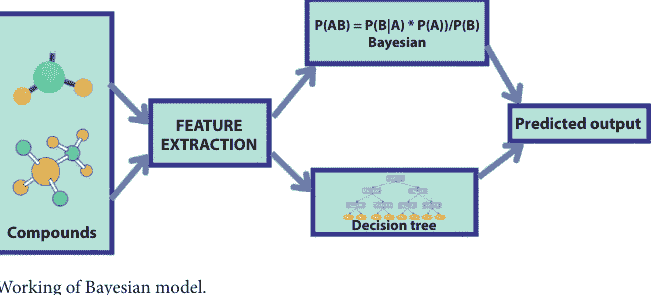 P(AB) = P(B|A) * P(A))/P(B)
Bayesian
FEATURE
EXTRACTION
Predicted output
Compounds
Decision tree
Working of Bayesian model.